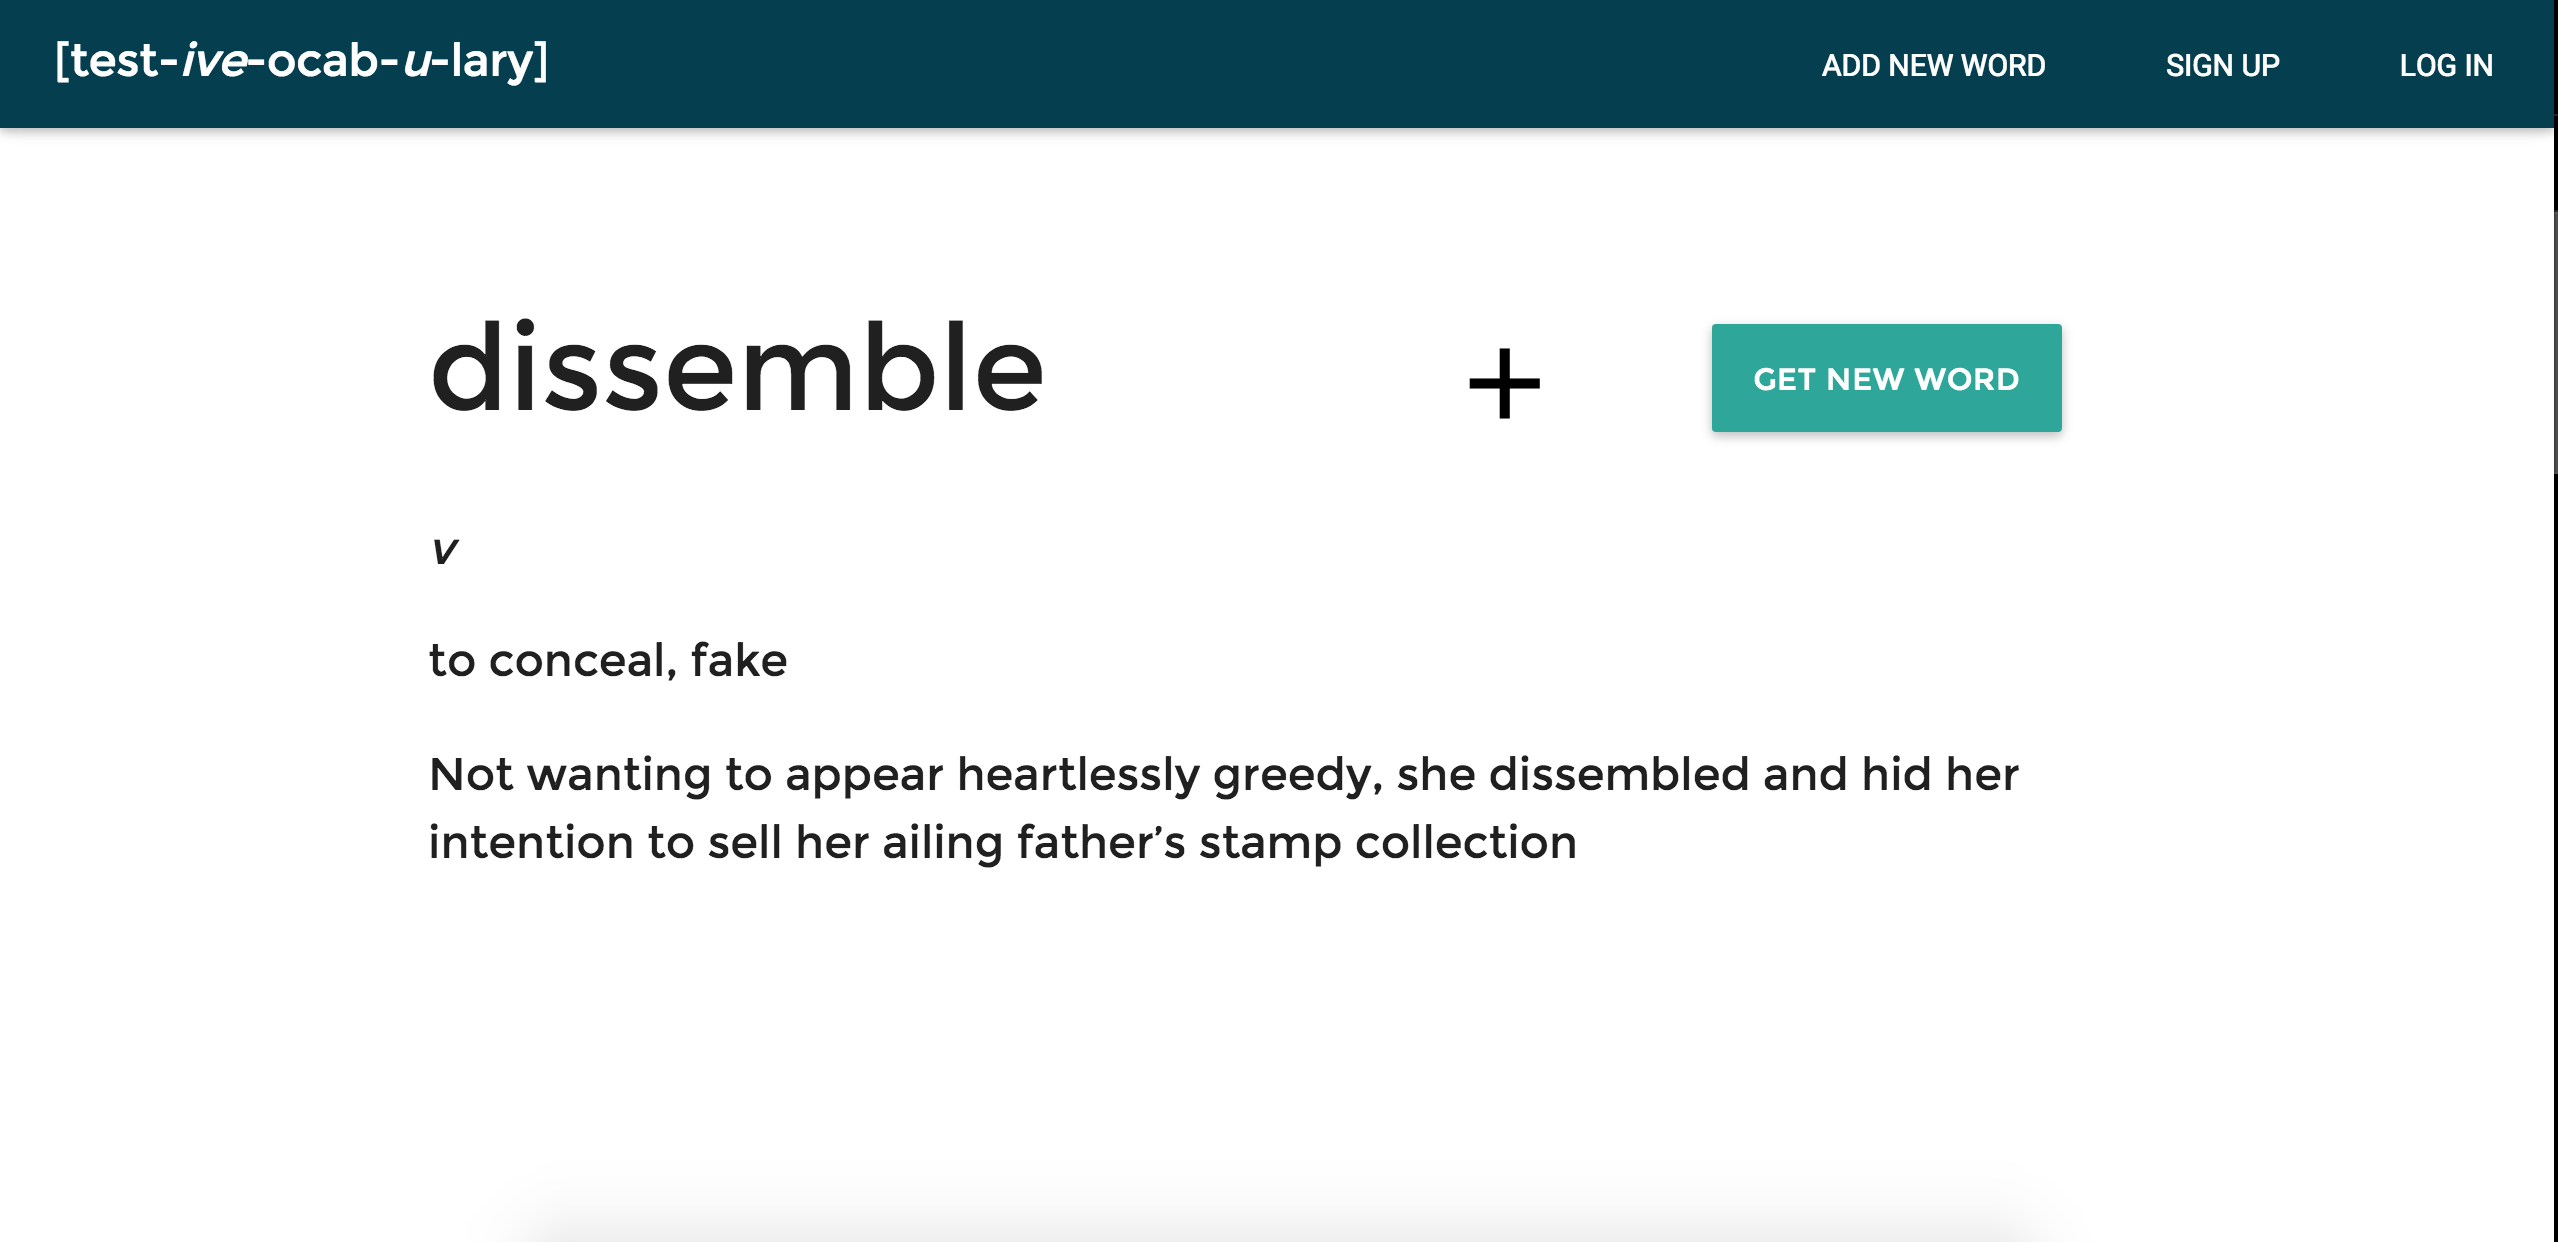 [test-ive-ocab-u-lary]
ADD NEW WORD
SIGN UP
LOG IN
dissemble
+
GET NEW WORD
v
to conceal, fake
Not wanting to appear heartlessly greedy, she dissembled and hid her
intention to sell her ailing father’s stamp collection